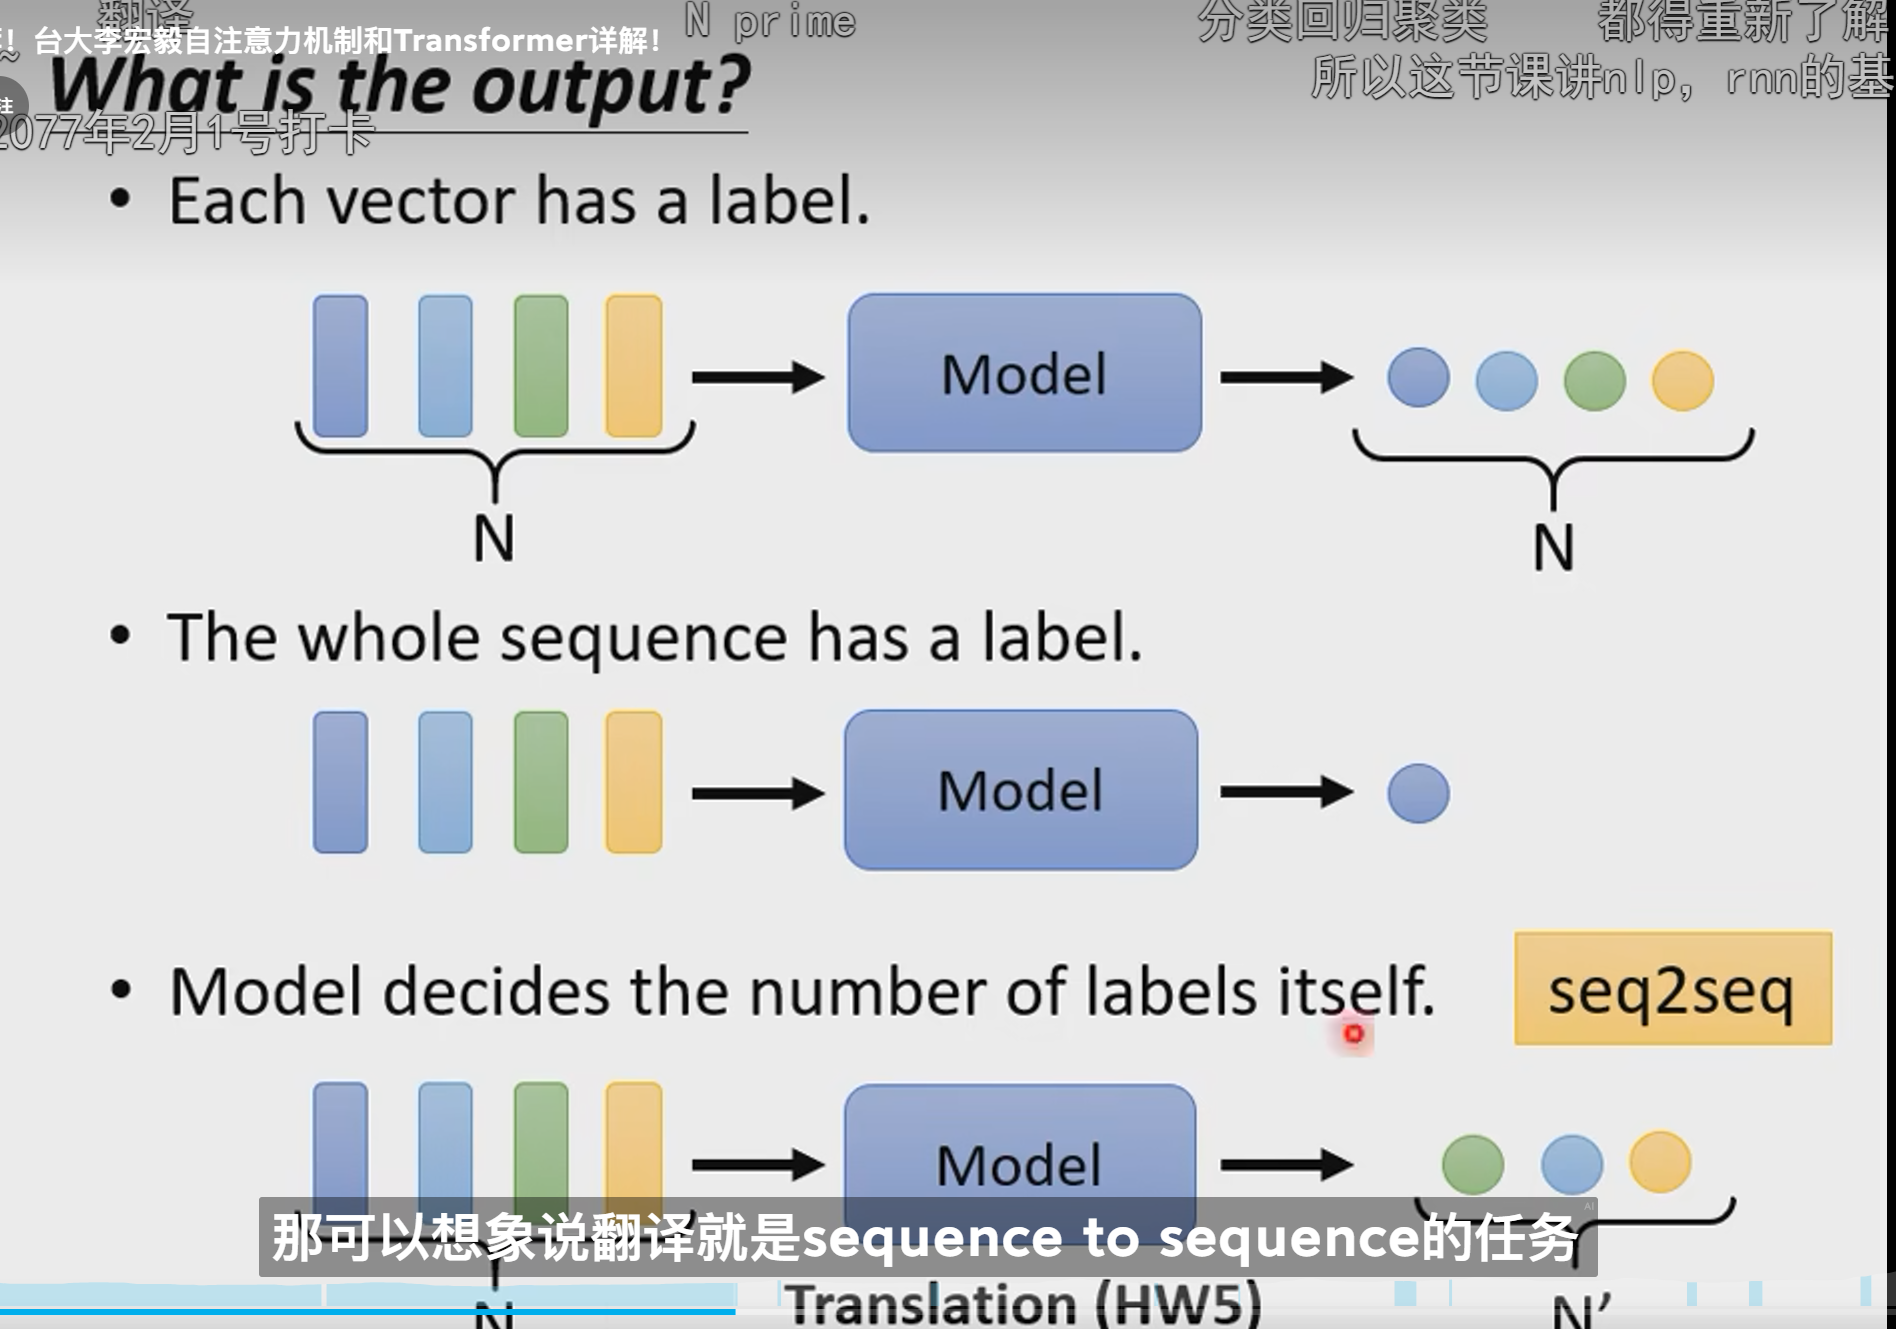 翻译
N prime
分类回归聚类
都得重新了解
！台大李宏毅自注意力机制和Transformer详解！
所以这节课讲nlp，rnn的基
What is the output?
注
2077年2月1号打卡
• Each vector has a label.
Model
N
N
• The whole sequence has a label.
Model
• Model decides the number of labels itself.
seq2seq
Model
那可以想象说翻译就是sequence to sequence的任务
AI
Translation (HW5)
N
N’